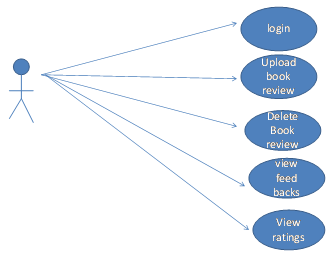 login
Upload
book
review
Delete
Book
review
view
feed
backs
View
ratings